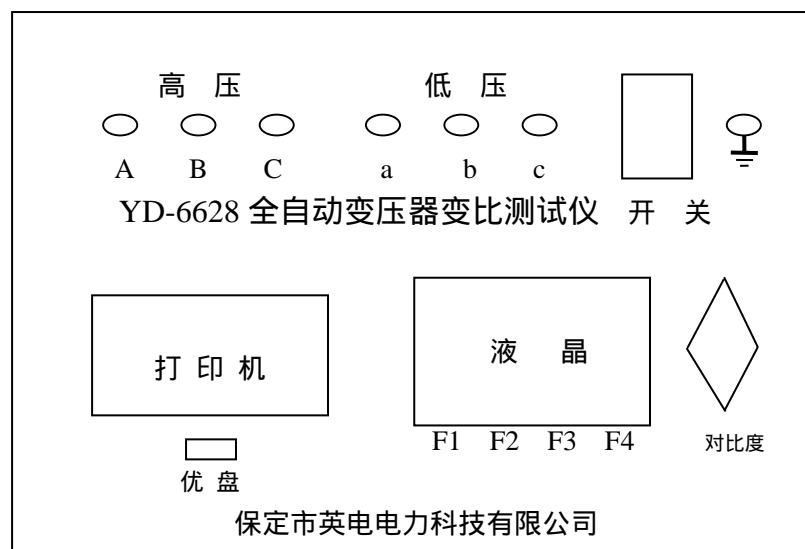 高 压 低 压
A B C a b c
YD-6628 全自动变压器变比测试仪 开 关
打 印 机 液 晶
F1 F2 F3 F4 对比度
优 盘
保定市英电电力科技有限公司